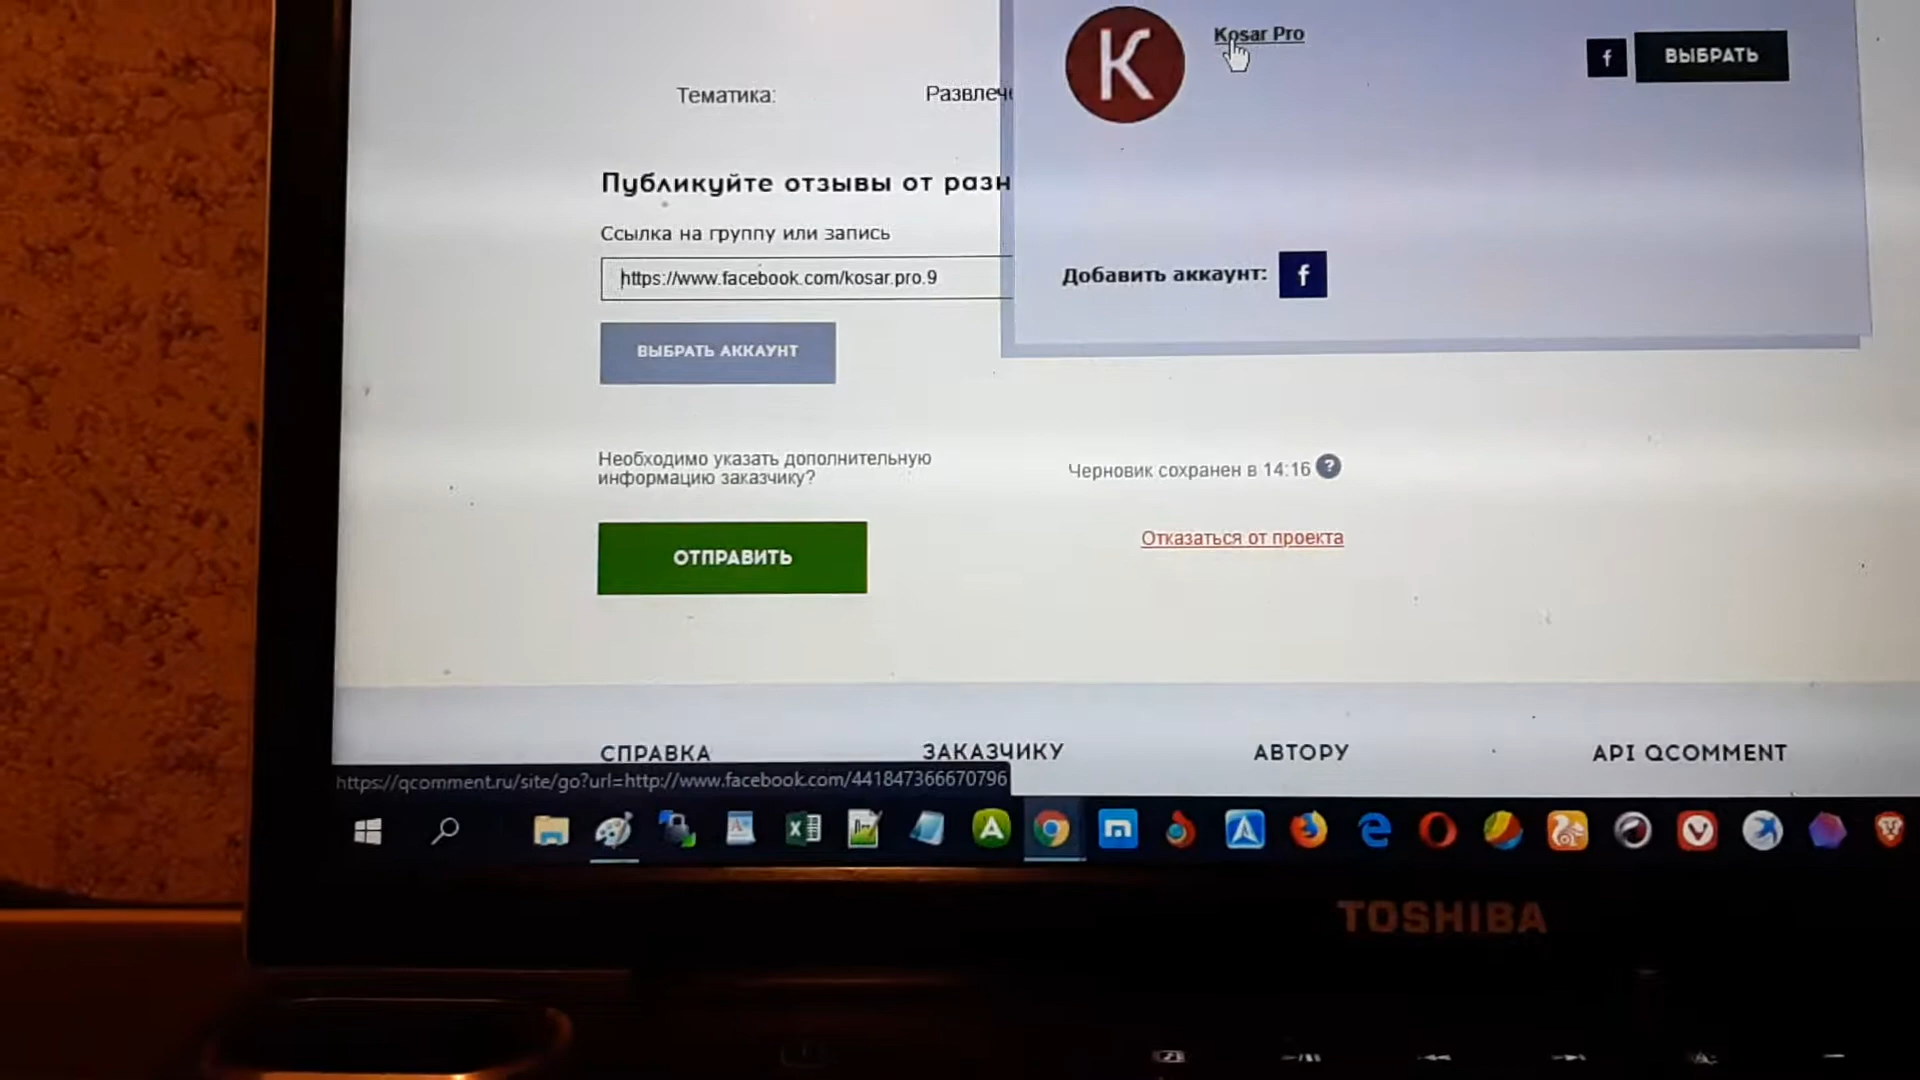 Kosar Pro
f
ВЫБРАТЬ
К
Тематика:
Развлеч
Публикуйте отзывы от разн
Ссылка на группу или запись
https://www.facebook.com/kosar.pro.9
Добавить аккаунт:
f
ВЫБРАТЬ АККАУНТ
Необходимо указать дополнительную
информацию заказчику?
Черновик сохранен в 14:16 ?
ОТПРАВИТЬ
Отказаться от проекта
СПРАВКА
ЗАКАЗЧИКУ
АВТОРУ
API QCOMMENT
https://qcomment.ru/site/go?url=http://www.facebook.com/441847366670796
TOSHIBA